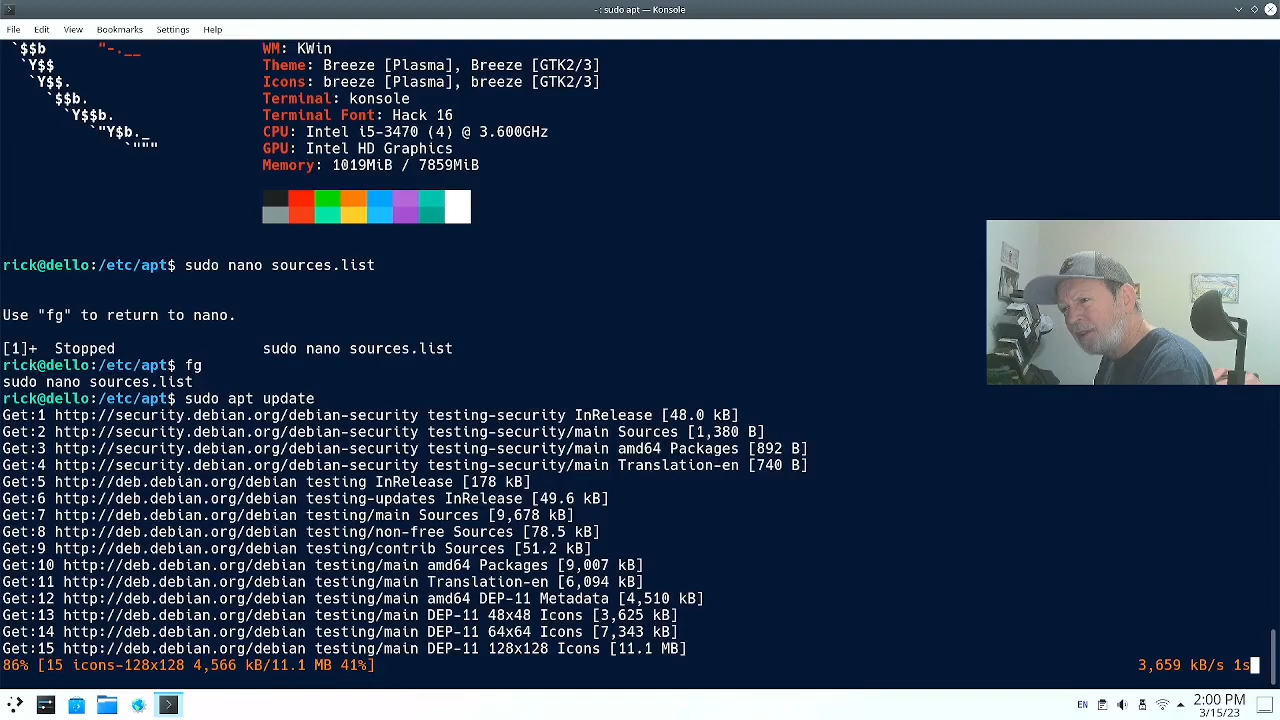 ~ : sudo apt — Konsole
File Edit View Bookmarks Settings Help
`$$b "-.__ WM: KWin
`Y$$ Theme: Breeze [Plasma], Breeze [GTK2/3]
`Y$$. Icons: breeze [Plasma], breeze [GTK2/3]
`$$b. Terminal: konsole
`Y$$b. Terminal Font: Hack 16
`"Y$b._ CPU: Intel i5-3470 (4) @ 3.600GHz
`""" GPU: Intel HD Graphics
Memory: 1019MiB / 7859MiB
rick@dello:/etc/apt$ sudo nano sources.list
Use "fg" to return to nano.
[1]+ Stopped sudo nano sources.list
rick@dello:/etc/apt$ fg
sudo nano sources.list
rick@dello:/etc/apt$ sudo apt update
Get:1 http://security.debian.org/debian-security testing-security InRelease [48.0 kB]
Get:2 http://security.debian.org/debian-security testing-security/main Sources [1,380 B]
Get:3 http://security.debian.org/debian-security testing-security/main amd64 Packages [892 B]
Get:4 http://security.debian.org/debian-security testing-security/main Translation-en [740 B]
Get:5 http://deb.debian.org/debian testing InRelease [178 kB]
Get:6 http://deb.debian.org/debian testing-updates InRelease [49.6 kB]
Get:7 http://deb.debian.org/debian testing/main Sources [9,678 kB]
Get:8 http://deb.debian.org/debian testing/non-free Sources [78.5 kB]
Get:9 http://deb.debian.org/debian testing/contrib Sources [51.2 kB]
Get:10 http://deb.debian.org/debian testing/main amd64 Packages [9,007 kB]
Get:11 http://deb.debian.org/debian testing/main Translation-en [6,094 kB]
Get:12 http://deb.debian.org/debian testing/main amd64 DEP-11 Metadata [4,510 kB]
Get:13 http://deb.debian.org/debian testing/main DEP-11 48x48 Icons [3,625 kB]
Get:14 http://deb.debian.org/debian testing/main DEP-11 64x64 Icons [7,343 kB]
Get:15 http://deb.debian.org/debian testing/main DEP-11 128x128 Icons [11.1 MB]
86% [15 icons-128x128 4,566 kB/11.1 MB 41%] 3,659 kB/s 1s
EN 2:00 PM
3/15/23